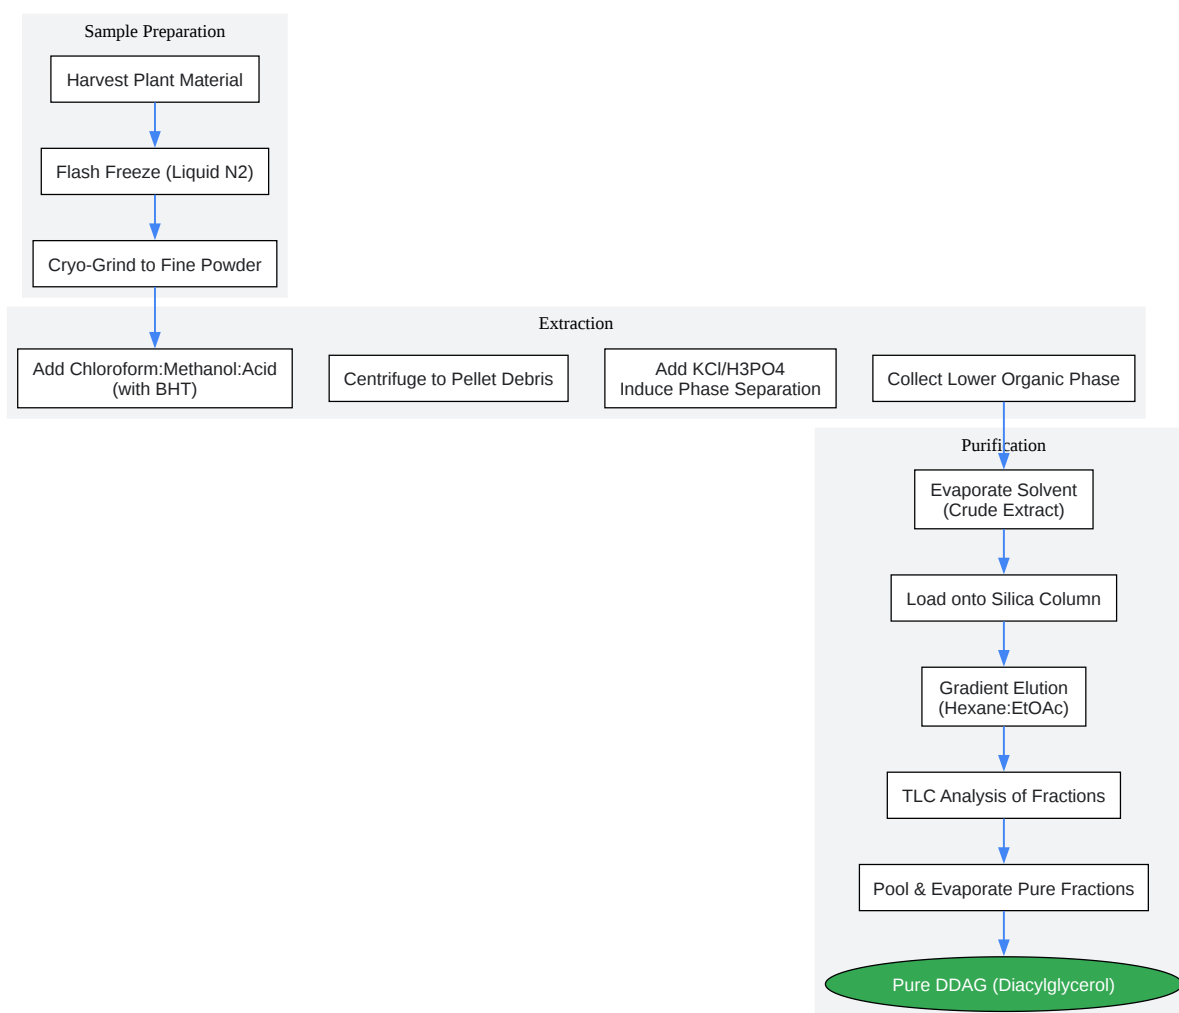 Sample Preparation
Harvest Plant Material
Flash Freeze (Liquid N2)
Cryo-Grind to Fine Powder
Extraction
Add Chloroform:Methanol:Acid
(with BHT)
Centrifuge to Pellet Debris
Add KCl/H3PO4
Induce Phase Separation
Collect Lower Organic Phase
Purification
Evaporate Solvent
(Crude Extract)
Load onto Silica Column
Gradient Elution
(Hexane:EtOAc)
TLC Analysis of Fractions
Pool & Evaporate Pure Fractions
Pure DDAG (Diacylglycerol)